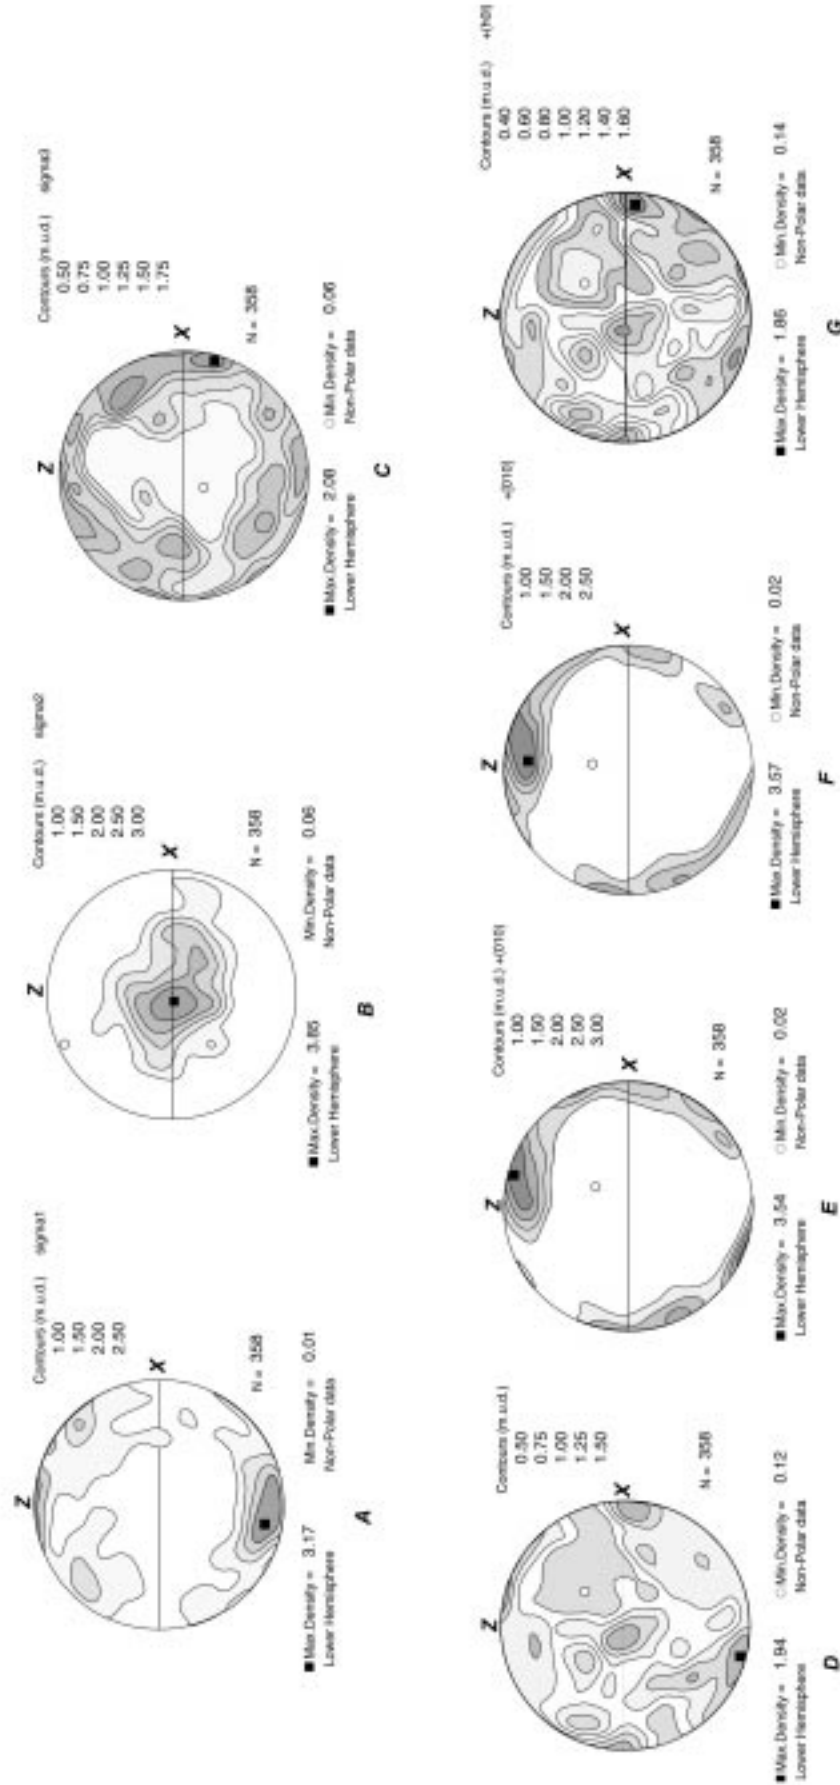 Z
Contours (m.u.d.) sigma1
1.00
1.50
2.00
2.50
X
N = 358
Max.Density = 3.17
Lower Hemisphere
Min.Density = 0.01
Non-Polar data
A
Z
Contours (m.u.d.) sigma2
1.00
1.50
2.00
2.50
3.00
X
N = 358
Max.Density = 3.85
Lower Hemisphere
Min.Density = 0.06
Non-Polar data
B
Z
Contours (m.u.d.) sigma3
0.50
0.75
1.00
1.25
1.50
1.75
X
N = 358
Max.Density = 2.08
Lower Hemisphere
Min.Density = 0.06
Non-Polar data
C
Z
Contours (m.u.d.)
0.50
0.75
1.00
1.25
1.50
X
N = 358
Max.Density = 1.94
Lower Hemisphere
Min.Density = 0.12
Non-Polar data
D
Z
Contours (m.u.d.) +(010)
1.00
1.50
2.00
2.50
3.00
X
N = 358
Max.Density = 3.54
Lower Hemisphere
Min.Density = 0.02
Non-Polar data
E
Z
Contours (m.u.d.) +(010)
1.00
1.50
2.00
2.50
X
Max.Density = 3.57
Lower Hemisphere
Min.Density = 0.02
Non-Polar data
F
Z
Contours (m.u.d.) +(h0l)
0.40
0.60
0.80
1.00
1.20
1.40
1.60
X
N = 358
Max.Density = 1.86
Lower Hemisphere
Min.Density = 0.14
Non-Polar data
G